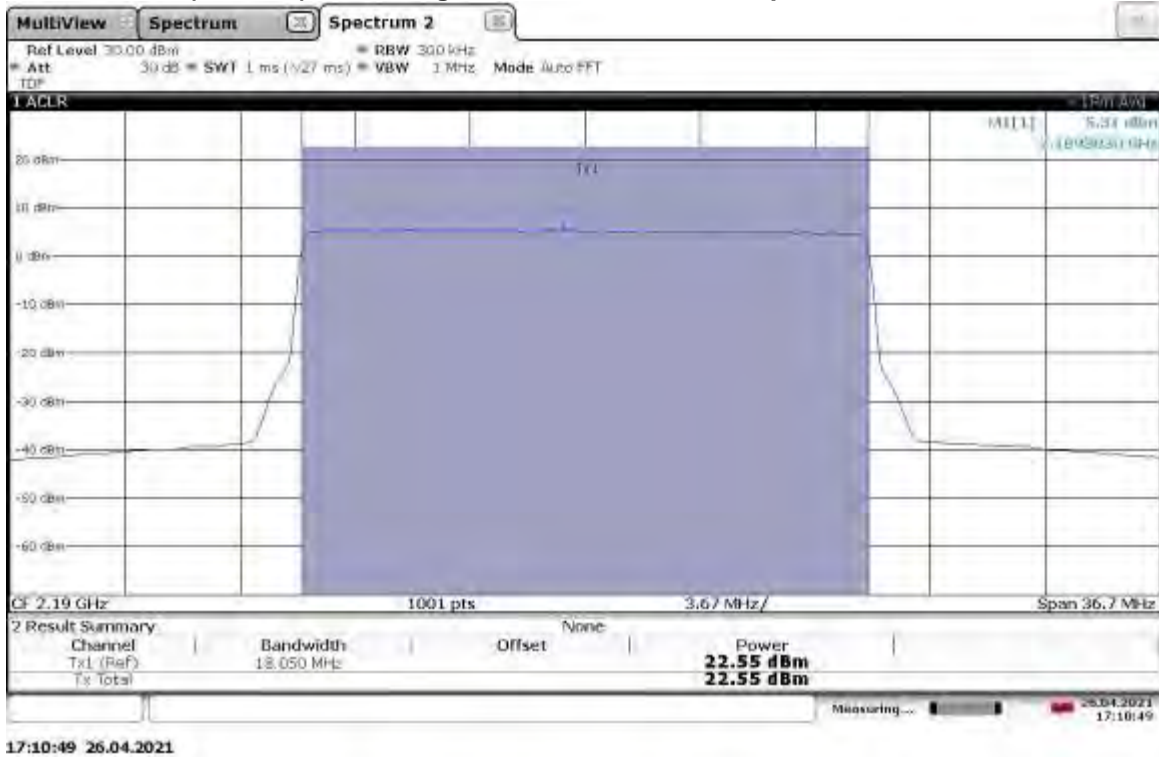 MultiView Spectrum Spectrum 2
Ref Level 30.00 dBm RBW 300 kHz
Att 30 dB SWT 1 ms VBW 1 MHz Mode Auto FFT
TDF
1 ACLR
M1[1] 5.31 dBm
20 dBm
Tx1
10 dBm
0 dBm
-10 dBm
-20 dBm
-30 dBm
-40 dBm
-50 dBm
-60 dBm
CF 2.19 GHz 1001 pts 3.67 MHz/ Span 36.7 MHz
2 Result Summary None
Channel Bandwidth Offset Power
Tx1 (Ref) 18.050 MHz 22.55 dBm
Tx Total 22.55 dBm
Measuring... 26.04.2021
17:10:49
17:10:49 26.04.2021